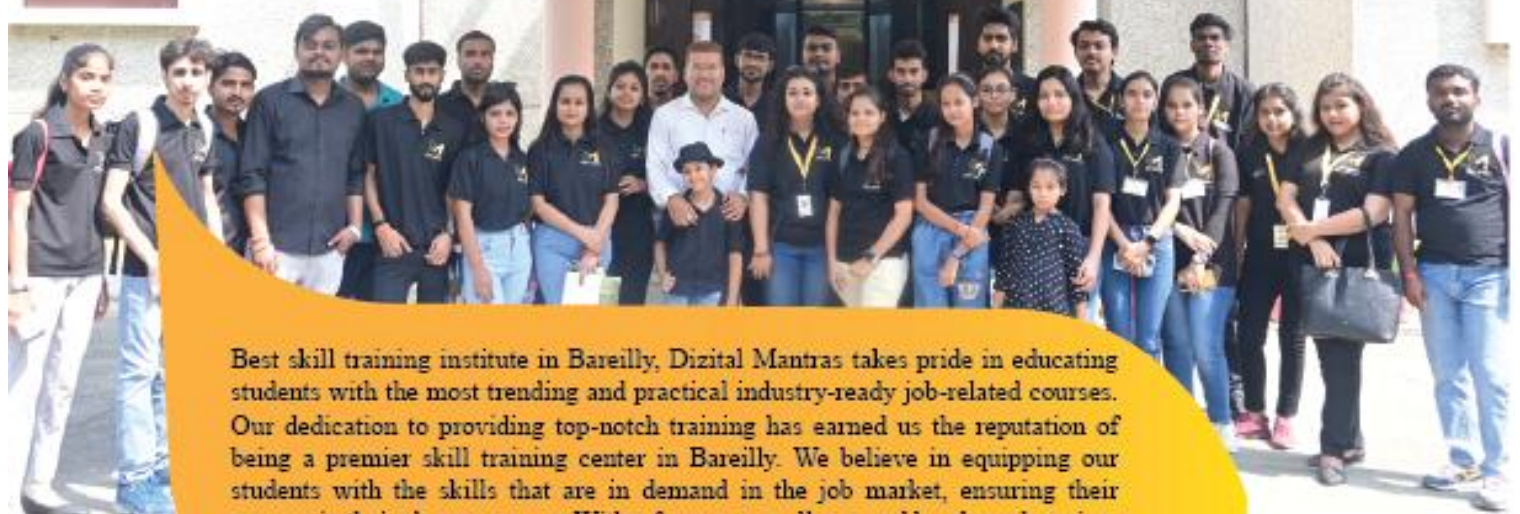 Best skill training institute in Bareilly, Dizital Mantras takes pride in educating
students with the most trending and practical industry-ready job-related courses.
Our dedication to providing top-notch training has earned us the reputation of
being a premier skill training center in Bareilly. We believe in equipping our
students with the skills that are in demand in the job market, ensuring their